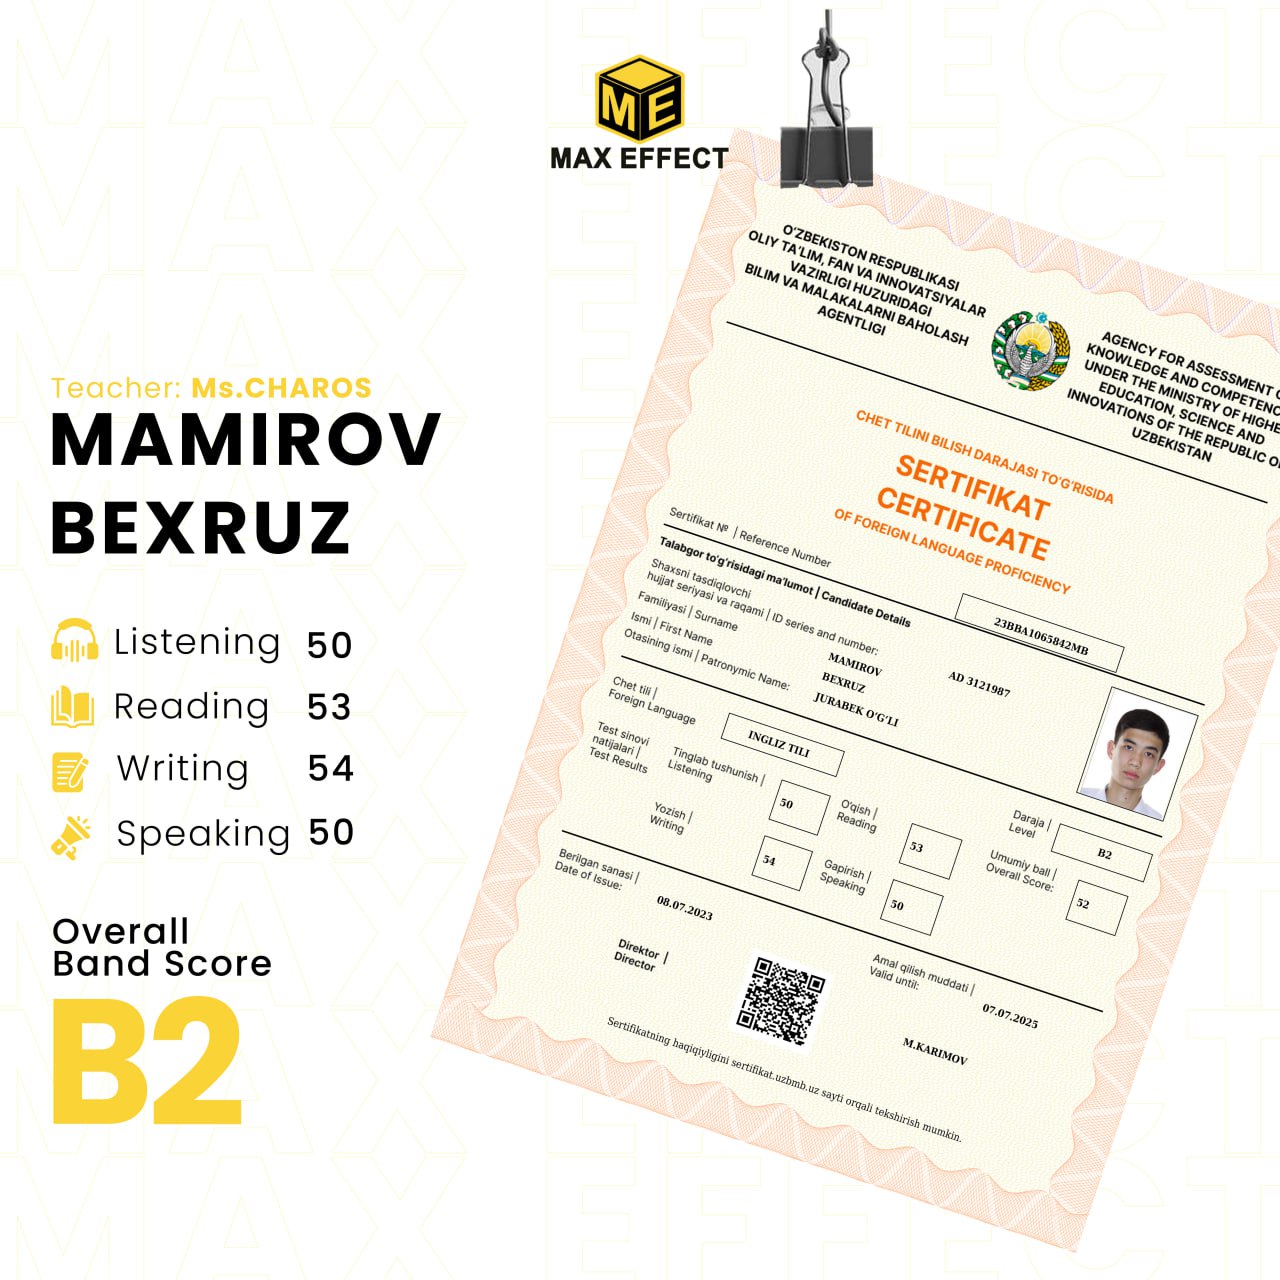 MAX EFFECT
Teacher: Ms.CHAROS
MAMIROV
BEXRUZ
Listening 50
Reading 53
Writing 54
Speaking 50
Overall
Band Score
B2
O‘ZBEKISTON RESPUBLIKASI
OLIY TA’LIM, FAN VA INNOVATSIYALAR
VAZIRLIGI HUZURIDAGI
BILIM VA MALAKALARNI BAHOLASH
AGENTLIGI
AGENCY FOR ASSESSMENT
KNOWLEDGE AND
UNDER THE MINISTRY OF
EDUCATION, SCIENCE AND
INNOVATIONS OF THE REPUBLIC
UZBEKISTAN
CHET TILINI BILISH DARAJASI TO‘G‘RISIDA
SERTIFIKAT
CERTIFICATE
OF FOREIGN LANGUAGE PROFICIENCY
Sertifikat № | Reference Number
23BBA1065842MB
Talabgor to‘g‘risidagi ma’lumot | Candidate Details
Shaxsni tasdiqlovchi
hujjat seriyasi va raqami | ID series and number:
AD 3121987
Familiyasi | Surname
MAMIROV
Ismi | First Name
BEXRUZ
Otasining ismi | Patronymic Name:
JURABEK O‘G‘LI
Chet tili |
Foreign Language
INGLIZ TILI
Test sinovi
natijalari |
Test Results
Tinglab tushunish |
Listening
50
O‘qish |
Reading
53
Daraja |
Level
B2
Yozish |
Writing
54
Gapirish |
Speaking
50
Umumiy ball |
Overall Score:
52
Berilgan sanasi |
Date of Issue:
08.07.2023
Amal qilish muddati |
Valid until:
07.07.2025
Direktor |
Director
M.KARIMOV
Sertifikatning haqiqiyligini sertifikat.uzbmb.uz sayti orqali tekshirish mumkin.